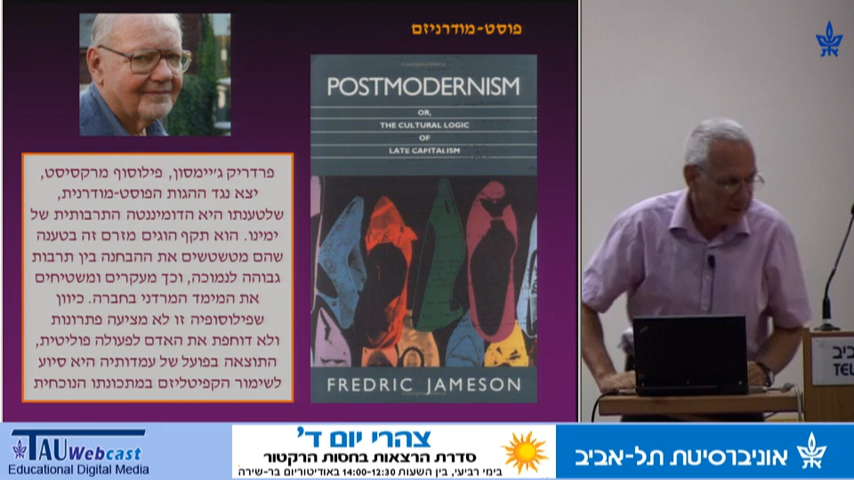 פוסט-מודרניזם
POSTMODERNISM
OR,
THE CULTURAL LOGIC
OF
LATE CAPITALISM
FREDRIC JAMESON
פרדריק ג'יימסון, פילוסוף מרקסיסט,
יצא נגד ההגות הפוסט-מודרנית,
שלטענתו היא הדומיננטה התרבותית של
ימינו. הוא תקף הוגים מזרם זה בטענה
שהם מטשטשים את ההבחנה בין תרבות
גבוהה לנמוכה, וכך מעקרים ומשטיחים
את המימד המרדני בחברה. כיוון
שפילוסופיה זו לא מציעה פתרונות
ולא דוחפת את האדם לפעולה פוליטית,
התוצאה בפועל של עמדותיה היא סיוע
לשימור הקפיטליזם במתכונתו הנוכחית
TEL
TAU Webcast
Educational Digital Media
צהרי יום ד'
סדרת הרצאות בחסות הרקטור
בימי רביעי, בין השעות 14:00-12:30 באודיטוריום בר-שירה
אוניברסיטת תל-אביב